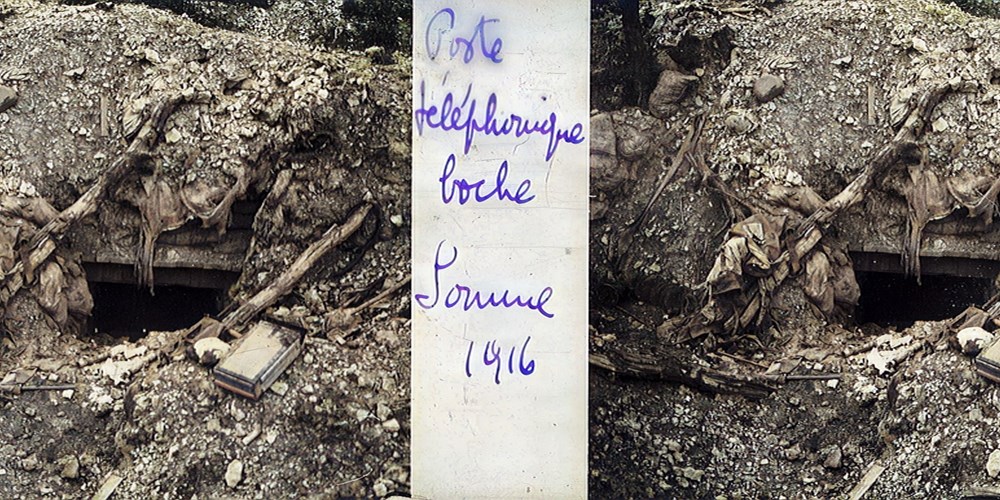 Poste
téléphonique
boche
Somme
1916